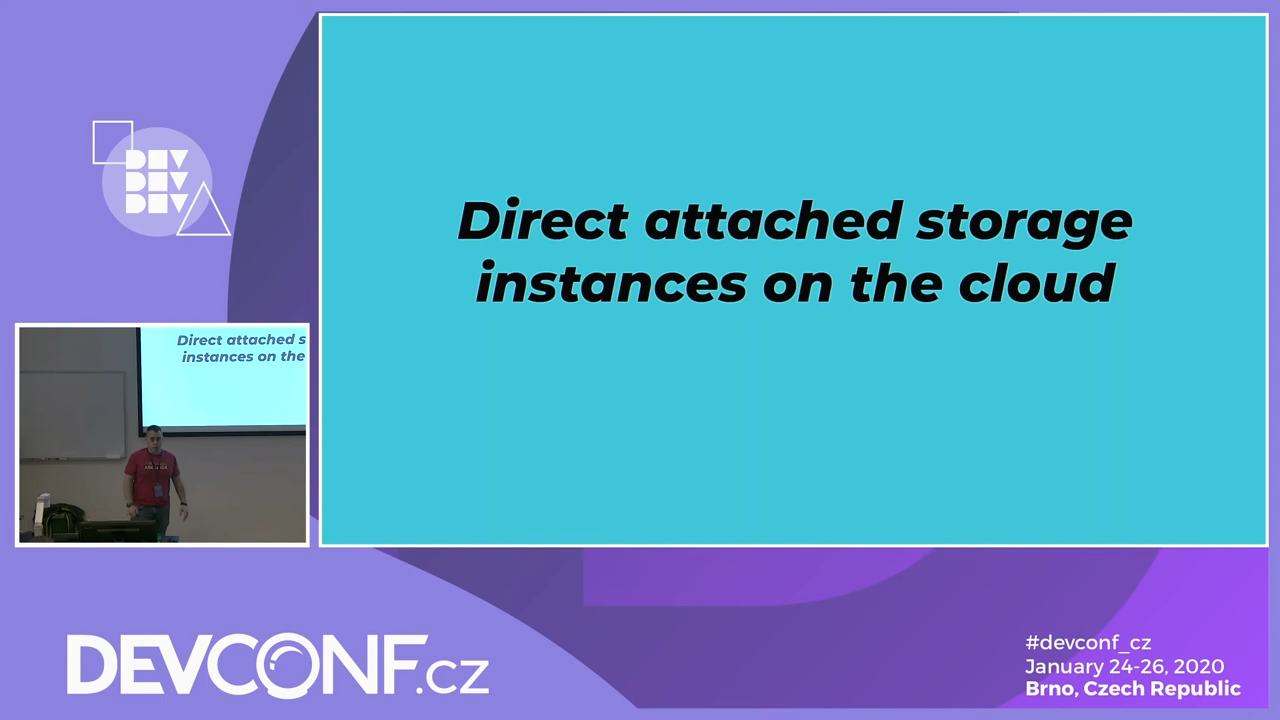 Direct attached storage
instances on the cloud
DEV
DEV
DEV
Direct attached s
instances on the
DEVCONF.cz
#devconf_cz
January 24-26, 2020
Brno, Czech Republic